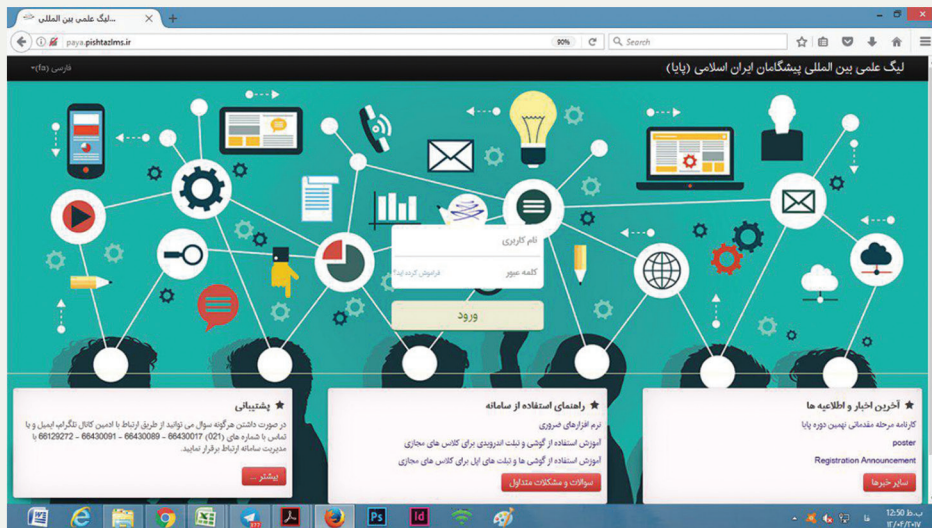 لیگ علمی بین المللی...
paya.pishtazlms.ir
90%
Search
لیگ علمی بین المللی پیشگامان ایران اسلامی (پایا)
فارسی (fa)
نام کاربری
کلمه عبور
فراموش کرده اید؟
ورود
آخرین اخبار و اطلاعیه ها
کارنامه مرحله مقدماتی نهمین دوره پایا
poster
Registration Announcement
سایر خبرها
راهنمای استفاده از سامانه
نرم افزارهای ضروری
آموزش استفاده از گوشی و تبلت اندرویدی برای کلاس های مجازی
آموزش استفاده از گوشی ها و تبلت های اپل برای کلاس های مجازی
سوالات و مشکلات متداول
پشتیبانی
در صورت داشتن هرگونه سوال می توانید از طریق ارتباط با ادمین کانال تلگرام، ایمیل و یا
تماس با شماره های (021) 66430017 – 66430089 – 66430091 – 66129272 با
مدیریت سامانه ارتباط برقرار نمایید.
بیشتر ...
Ps
Id
فا
12:50 ب.ظ